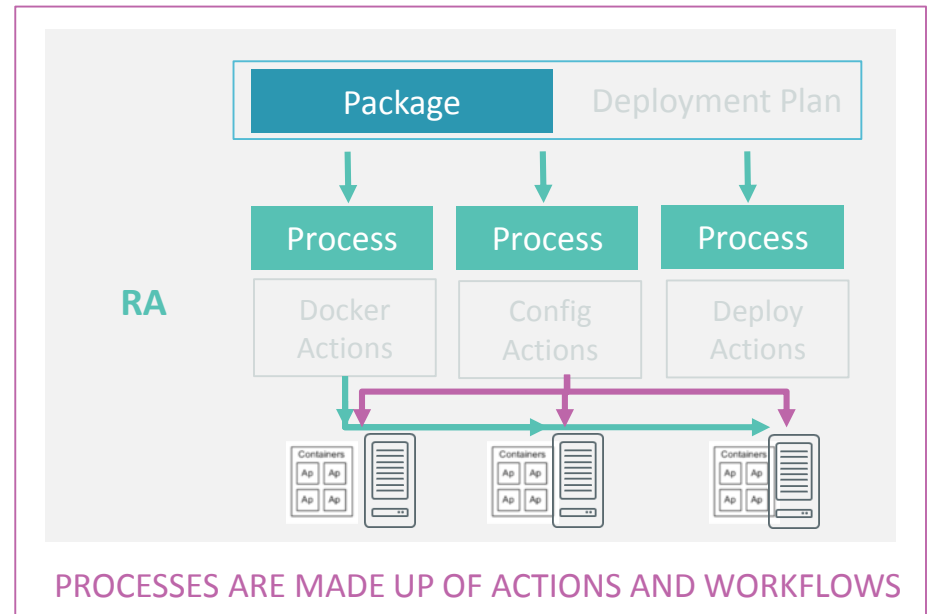 Package
Deployment Plan
Process
Process
Process
RA
Docker
Actions
Config
Actions
Deploy
Actions
Containers
Ap Ap
Ap Ap
Containers
Ap Ap
Ap Ap
Containers
Ap Ap
Ap Ap
PROCESSES ARE MADE UP OF ACTIONS AND WORKFLOWS